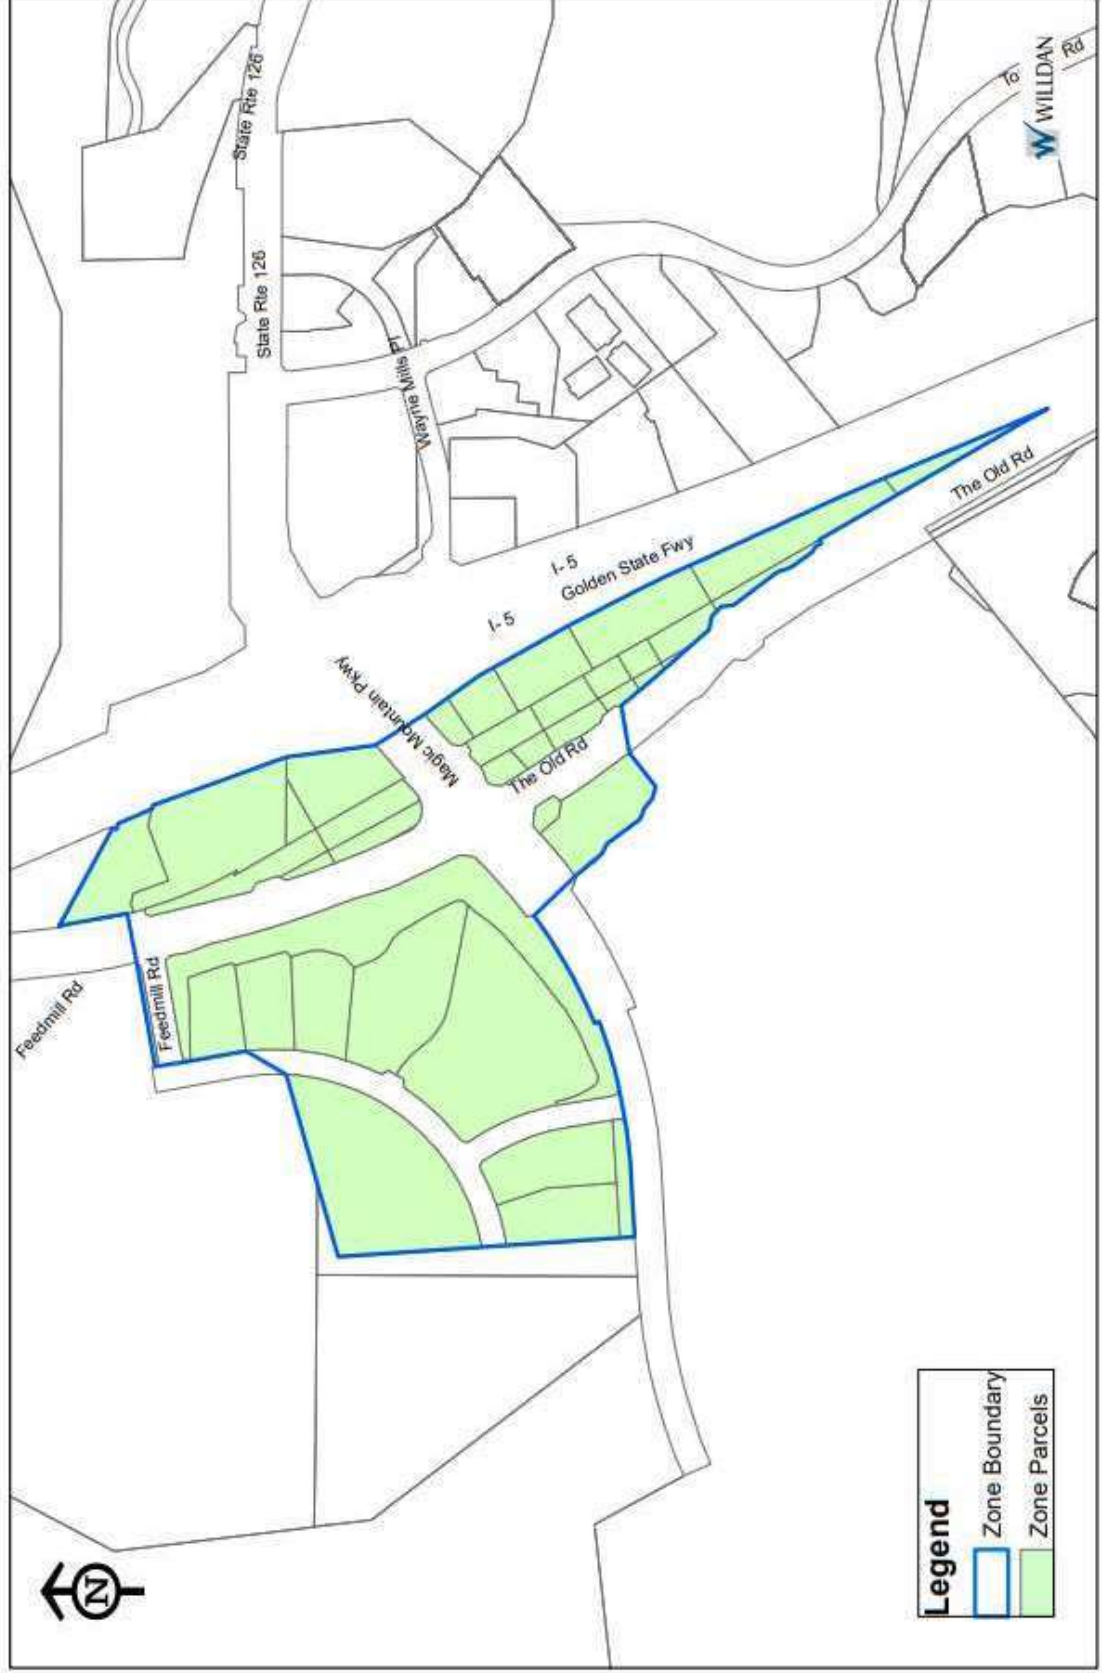 State Rte 126
State Rte 126
Wayne Mills Pl
To
Rd
WILLDAN
The Old Rd
I-5
Golden State Fwy
I-5
Magic Mountain Pkwy
The Old Rd
Feedmill Rd
Feedmill Rd
N
Legend
Zone Boundary
Zone Parcels